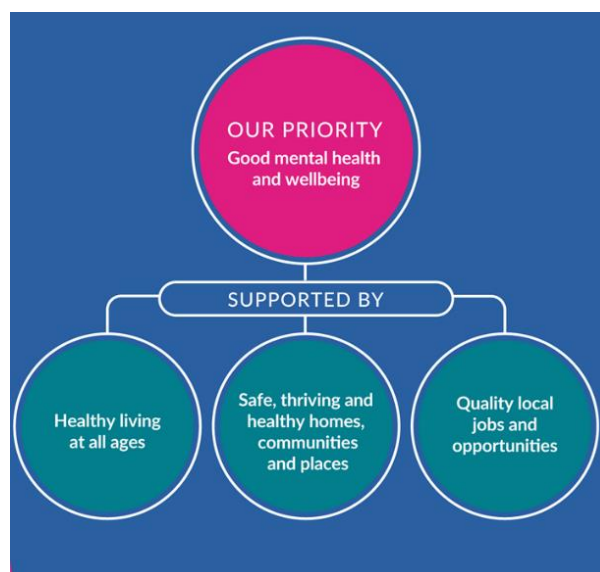 OUR PRIORITY
Good mental health
and wellbeing
SUPPORTED BY
Healthy living
at all ages
Safe, thriving and
healthy homes,
communities
and places
Quality local
jobs and
opportunities